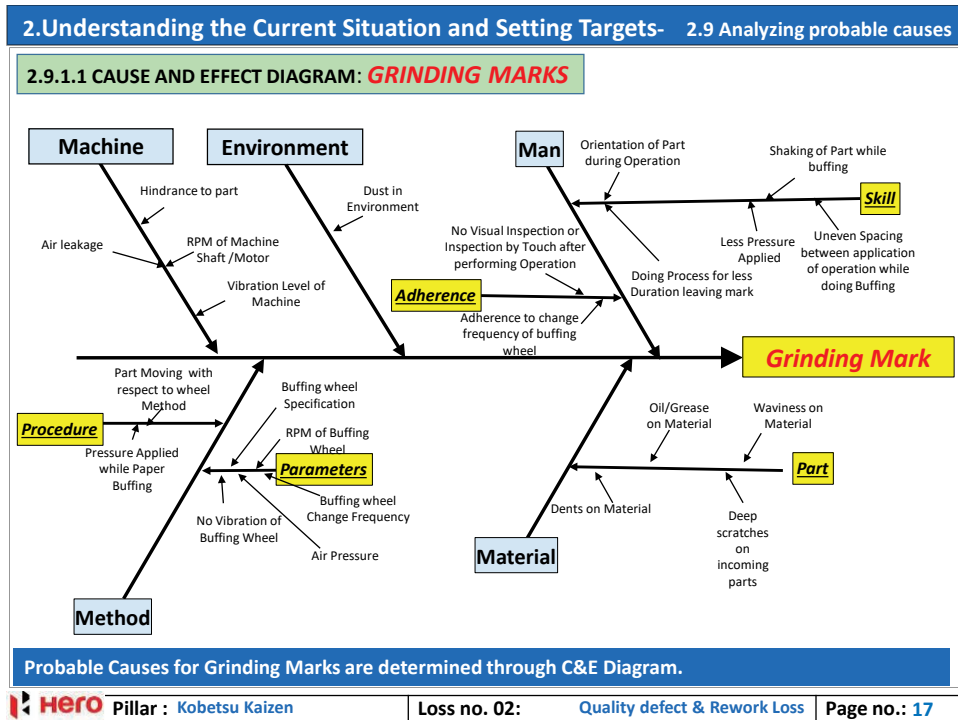 2.Understanding the Current Situation and Setting Targets- 2.9 Analyzing probable causes
2.9.1.1 CAUSE AND EFFECT DIAGRAM: GRINDING MARKS
Machine
Environment
Man
Hindrance to part
Air leakage
RPM of Machine
Shaft /Motor
Vibration Level of
Machine
Dust in
Environment
Orientation of Part
during Operation
Shaking of Part while
buffing
Skill
No Visual Inspection or
Inspection by Touch after
performing Operation
Less Pressure
Applied
Uneven Spacing
between application
of operation while
doing Buffing
Doing Process for less
Duration leaving mark
Adherence
Adherence to change
frequency of buffing
wheel
Grinding Mark
Part Moving with
respect to wheel
Method
Procedure
Pressure Applied
while Paper
Buffing
Buffing wheel
Specification
RPM of Buffing
Wheel
Parameters
Buffing wheel
Change Frequency
No Vibration of
Buffing Wheel
Air Pressure
Oil/Grease
on Material
Waviness on
Material
Part
Dents on Material
Deep
scratches
on
incoming
parts
Material
Method
Probable Causes for Grinding Marks are determined through C&E Diagram.
Hero Pillar : Kobetsu Kaizen Loss no. 02: Quality defect & Rework Loss Page no.: 17